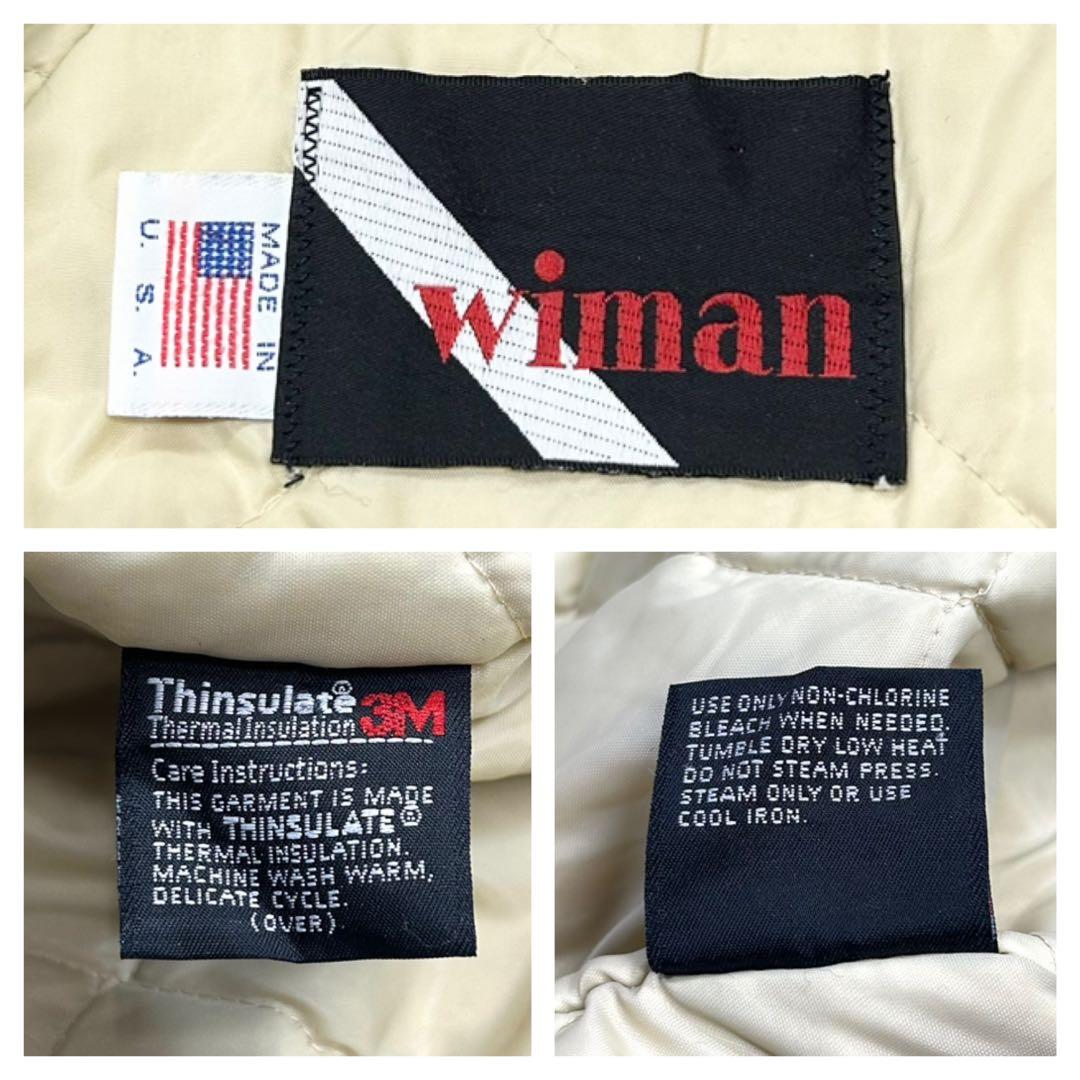 MADE IN
U. S. A.
wiman
Thinsulate®
Thermal Insulation 3M
Care Instructions:
THIS GARMENT IS MADE
WITH THINSULATE®
THERMAL INSULATION.
MACHINE WASH WARM,
DELICATE CYCLE.
(OVER)
USE ONLY NON-CHLORINE
BLEACH WHEN NEEDED,
TUMBLE DRY LOW HEAT
DO NOT STEAM PRESS.
STEAM ONLY OR USE
COOL IRON.